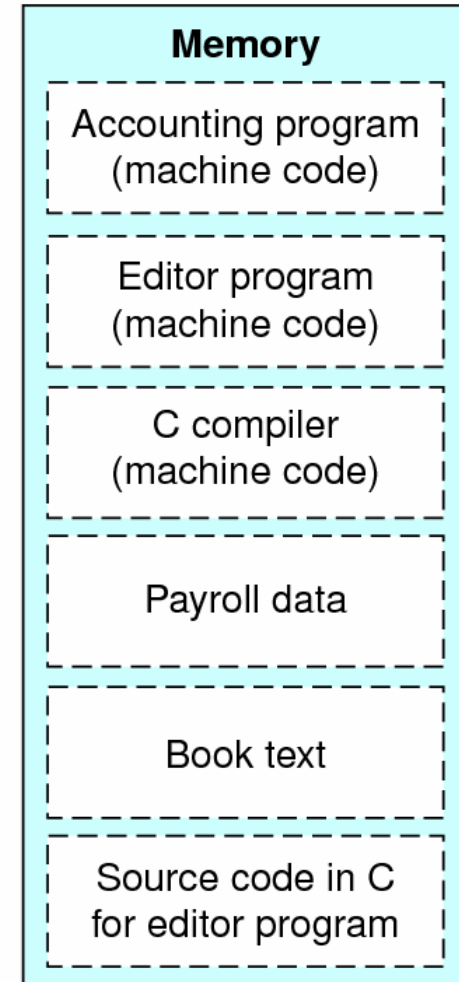 Memory
Accounting program
(machine code)
Editor program
(machine code)
C compiler
(machine code)
Payroll data
Book text
Source code in C
for editor program